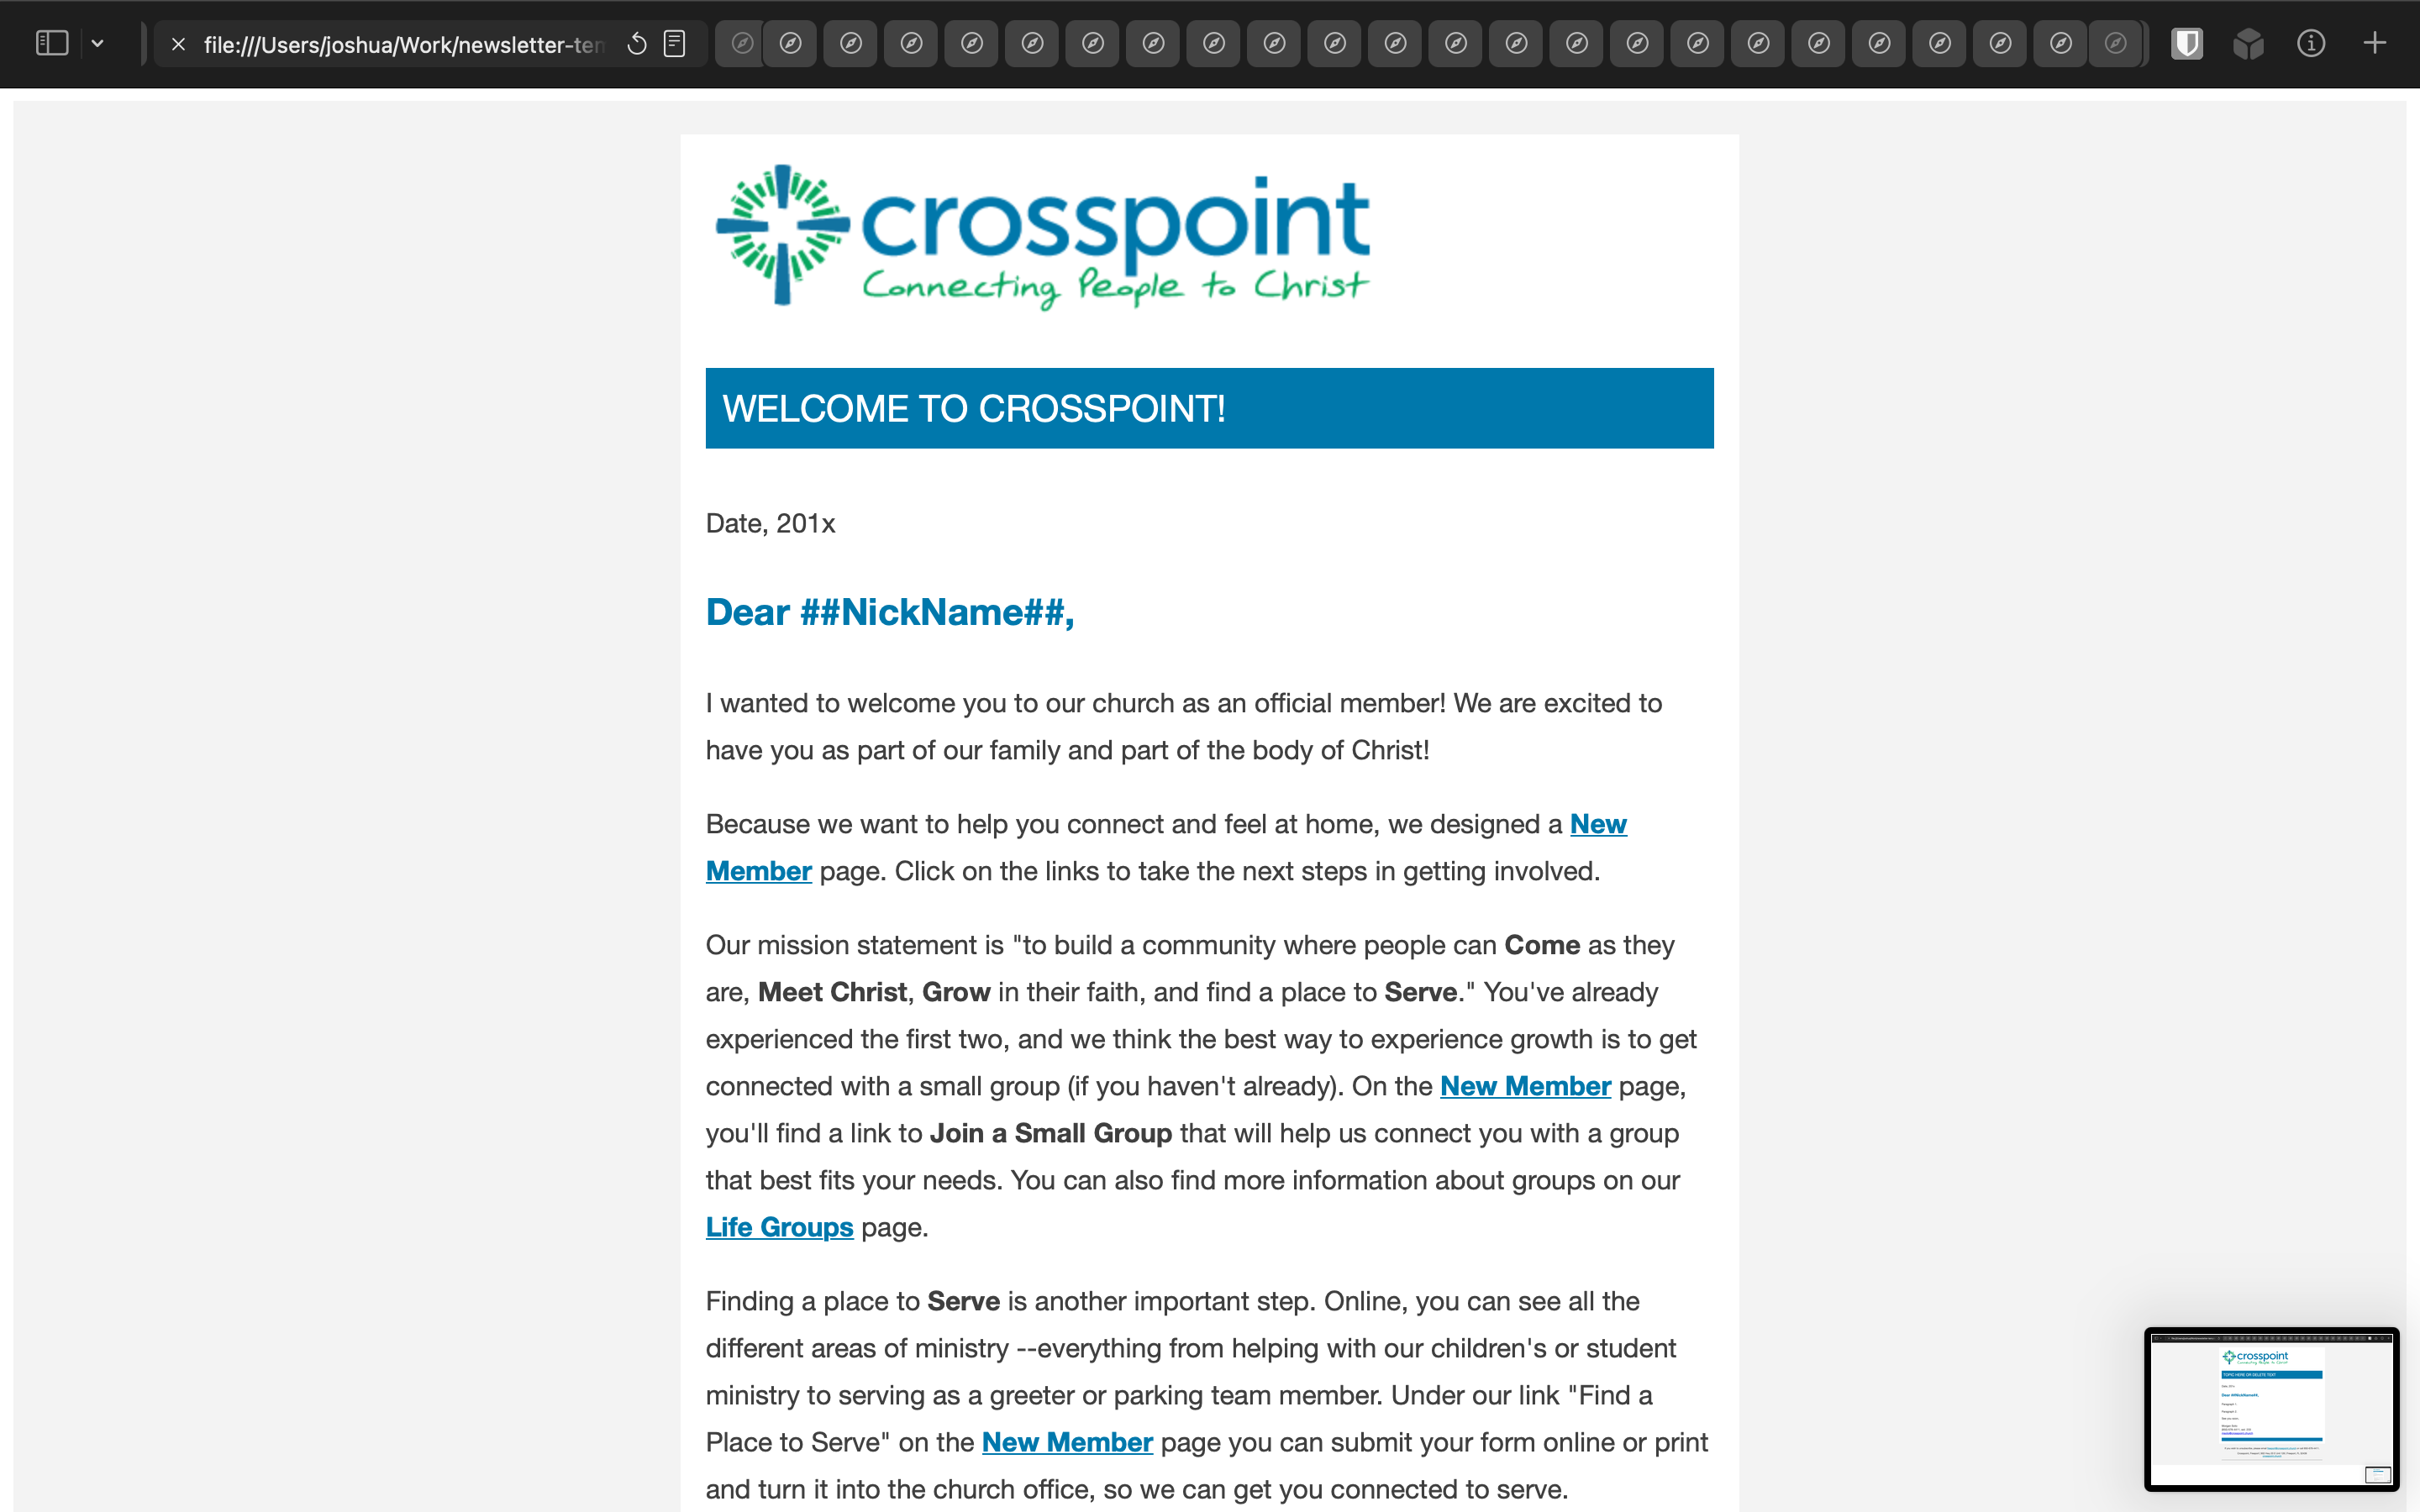 file:///Users/joshua/Work/newsletter-ten
crosspoint
Connecting People to Christ
WELCOME TO CROSSPOINT!
Date, 201x
Dear ##NickName##,
I wanted to welcome you to our church as an official member! We are excited to
have you as part of our family and part of the body of Christ!
Because we want to help you connect and feel at home, we designed a New
Member page. Click on the links to take the next steps in getting involved.
Our mission statement is "to build a community where people can Come as they
are, Meet Christ, Grow in their faith, and find a place to Serve." You've already
experienced the first two, and we think the best way to experience growth is to get
connected with a small group (if you haven't already). On the New Member page,
you'll find a link to Join a Small Group that will help us connect you with a group
that best fits your needs. You can also find more information about groups on our
Life Groups page.
Finding a place to Serve is another important step. Online, you can see all the
different areas of ministry --everything from helping with our children's or student
ministry to serving as a greeter or parking team member. Under our link "Find a
Place to Serve" on the New Member page you can submit your form online or print
and turn it into the church office, so we can get you connected to serve.
crosspoint
Connecting People to Christ
TOPIC HERE OR DELETE TEXT
Dear ##NickName##,